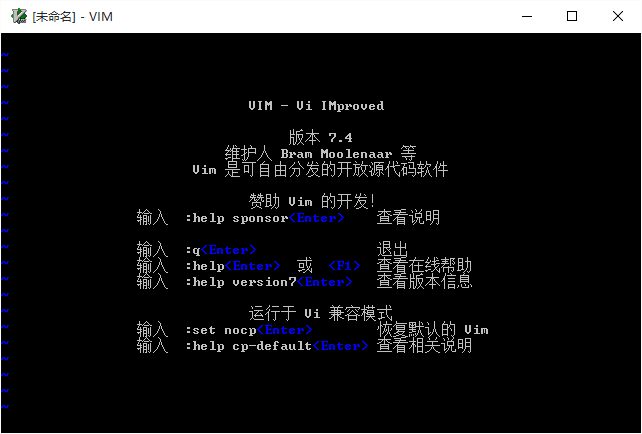 [未命名] - VIM
VIM - Vi IMproved
版本 7.4
维护人 Bram Moolenaar 等
Vim 是可自由分发的开放源代码软件
赞助 Vim 的开发!
输入 :help sponsor<Enter> 查看说明
输入 :q<Enter> 退出
输入 :help<Enter> 或 <F1> 查看在线帮助
输入 :help version7<Enter> 查看版本信息
运行于 Vi 兼容模式
输入 :set nocp<Enter> 恢复默认的 Vim
输入 :help cp-default<Enter> 查看相关说明